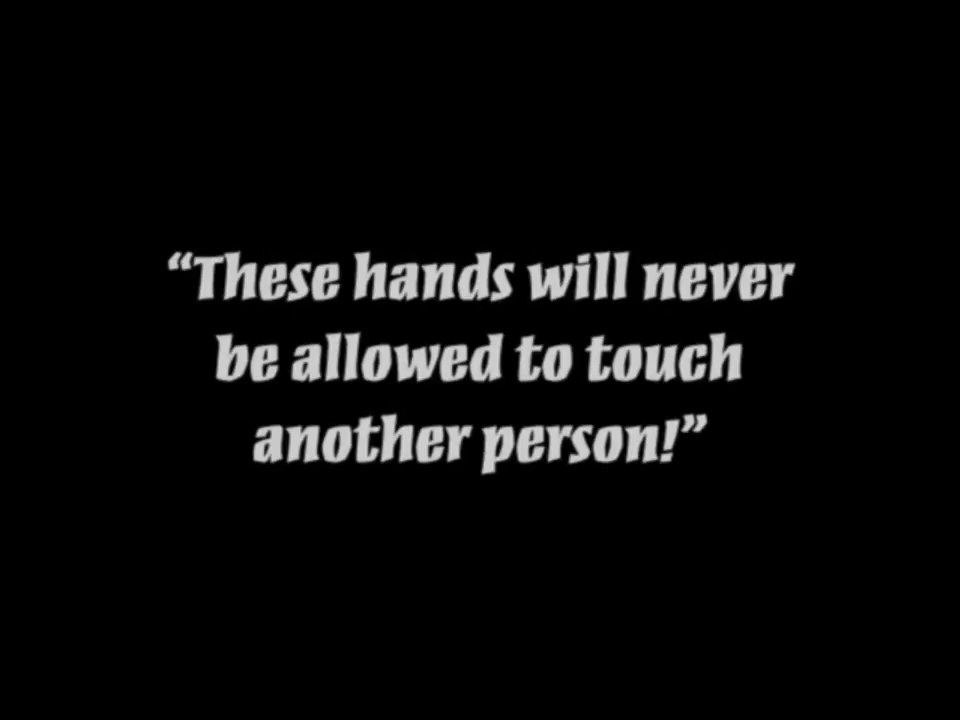 “These hands will never
be allowed to touch
another person!”